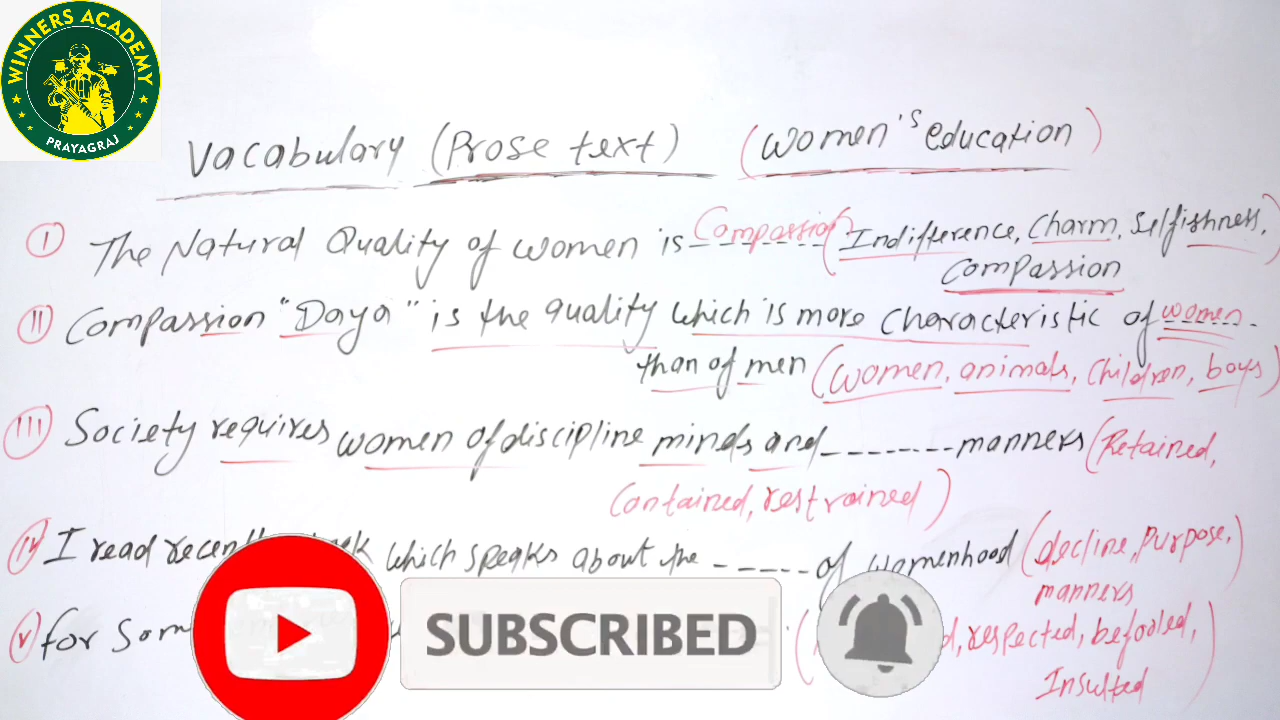 WINNERS ACADEMY
PRAYAGRAJ
Vocabulary (Prose text) (women's education)
I The Natural Quality of women is Compassion (Indifference, Charm, Selfishness,
Compassion
II Compassion "Daya" is the quality which is more characteristic of women
than of men (women, animals, Children, boys)
III Society requires women of discipline minds and -------- manners (Retained,
Contained, restrained)
IV I read which speaks about the ----- of womenhood (decline, purpose,
manners
V for respected, befooled,
Insulted
SUBSCRIBED